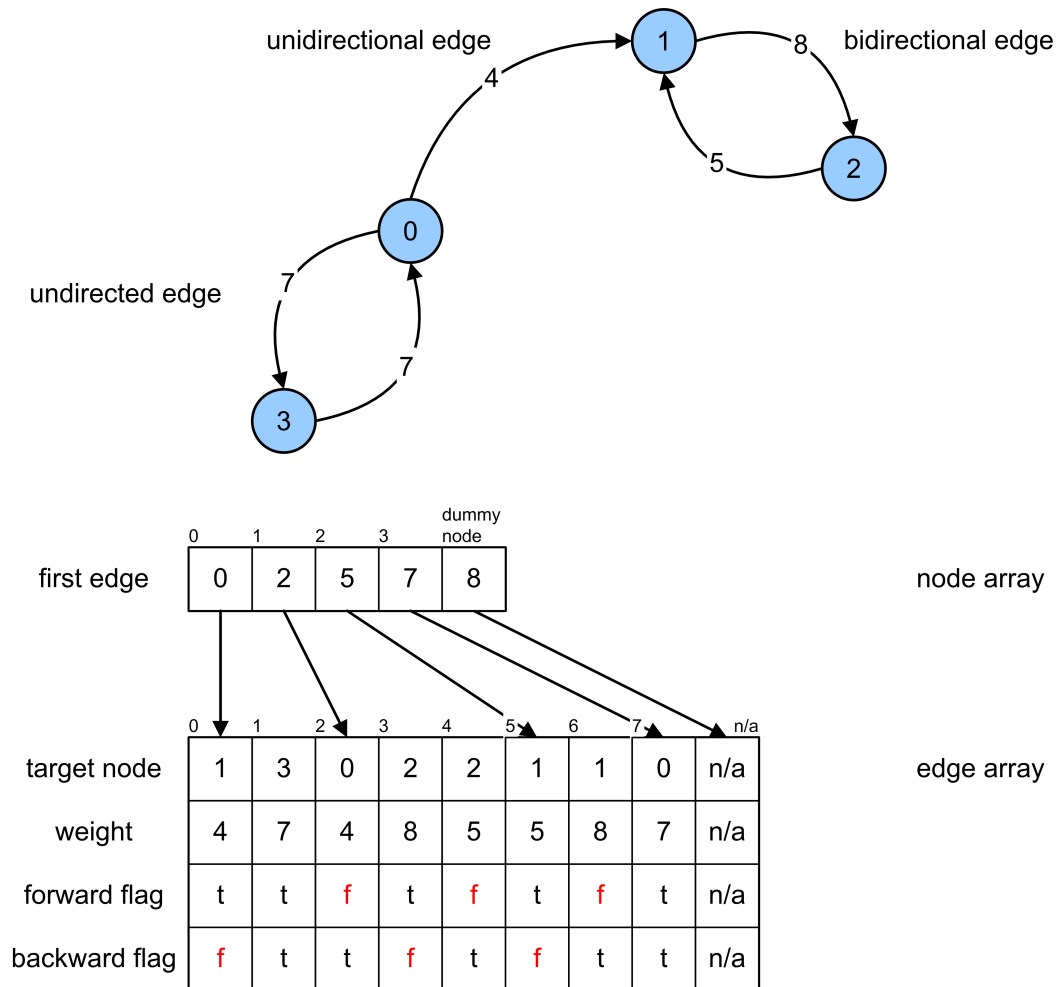 unidirectional edge
1
8
bidirectional edge
4
5
2
0
7
undirected edge
7
3
dummy
0 1 2 3 node
first edge 0 2 5 7 8 node array
0 1 2 3 4 5 6 7 n/a
target node 1 3 0 2 2 1 1 0 n/a edge array
weight 4 7 4 8 5 5 8 7 n/a
forward flag t t f t f t f t n/a
backward flag f t t f t f t t n/a